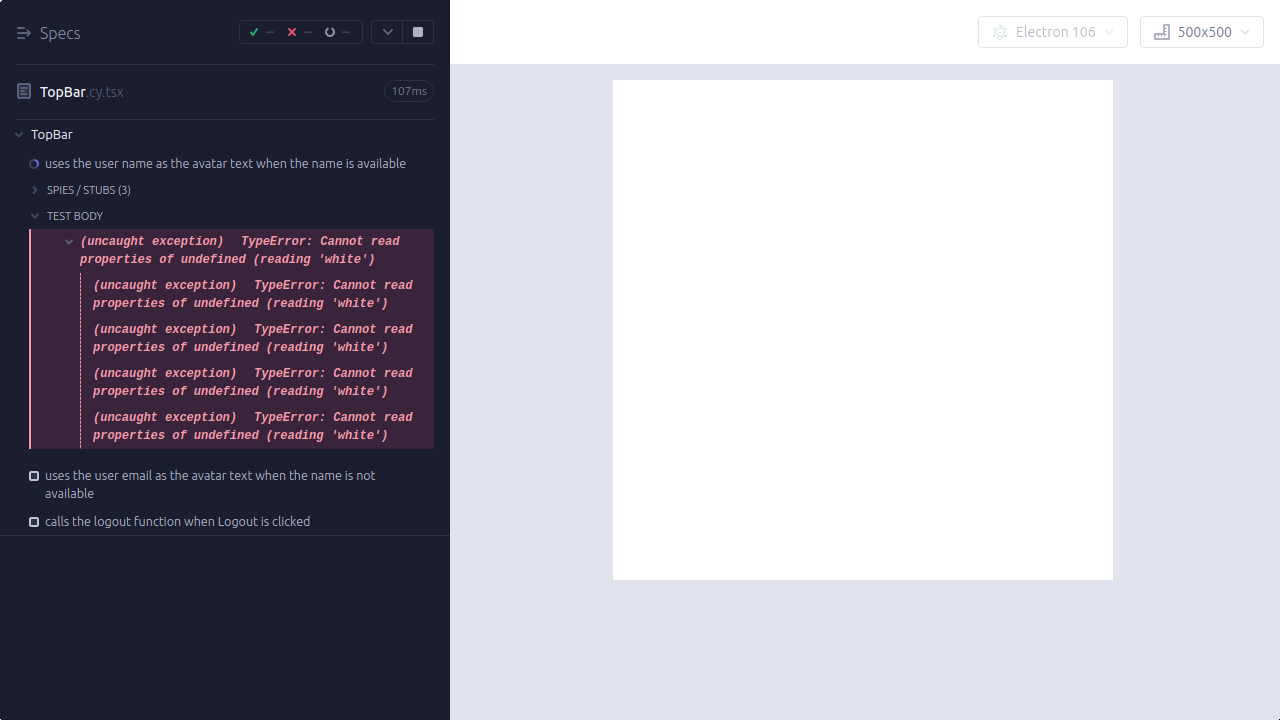 Specs
-- -- --
Electron 106
500x500
TopBar.cy.tsx
107ms
TopBar
uses the user name as the avatar text when the name is available
SPIES / STUBS (3)
TEST BODY
(uncaught exception) TypeError: Cannot read
properties of undefined (reading 'white')
(uncaught exception) TypeError: Cannot read
properties of undefined (reading 'white')
(uncaught exception) TypeError: Cannot read
properties of undefined (reading 'white')
(uncaught exception) TypeError: Cannot read
properties of undefined (reading 'white')
(uncaught exception) TypeError: Cannot read
properties of undefined (reading 'white')
uses the user email as the avatar text when the name is not
available
calls the logout function when Logout is clicked